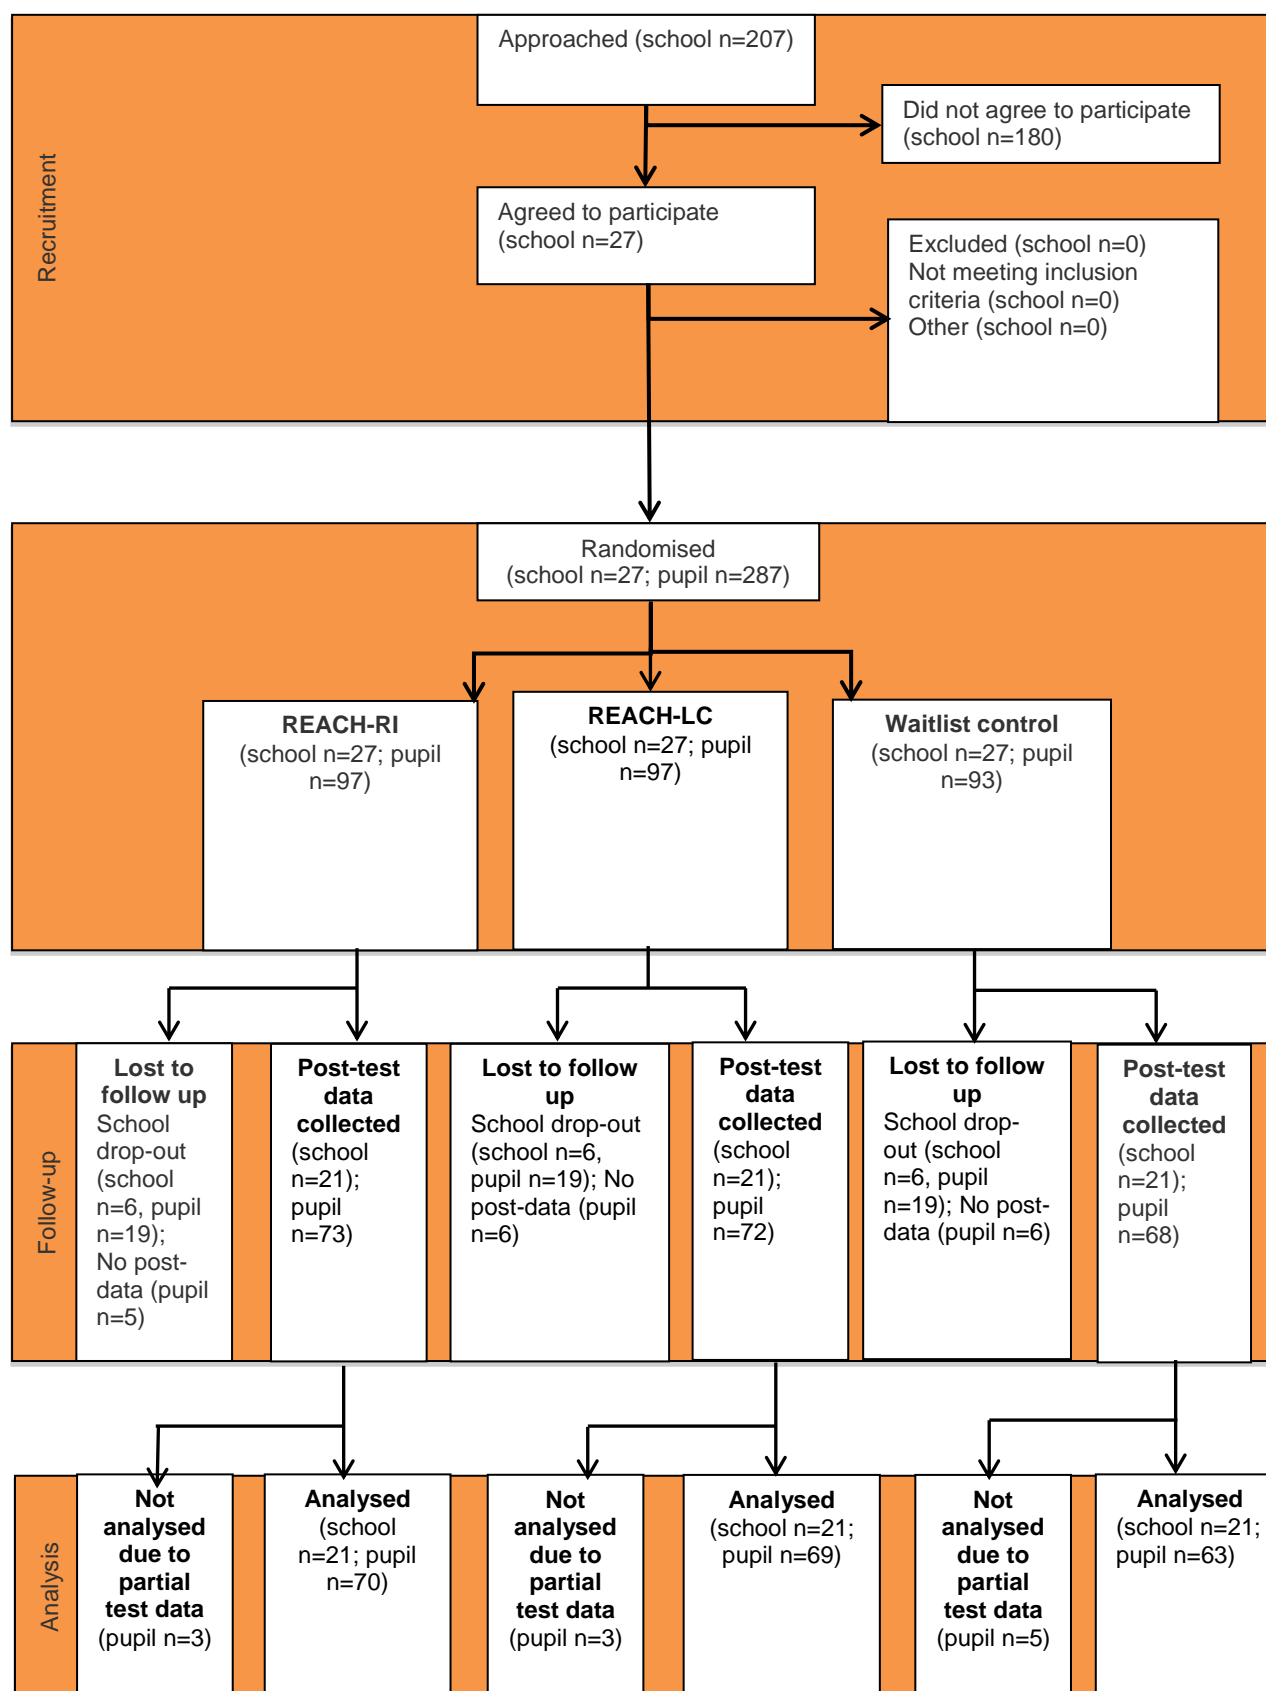 Approached (school n=207)
Did not agree to participate
(school n=180)
Recruitment
Agreed to participate
(school n=27)
Excluded (school n=0)
Not meeting inclusion
criteria (school n=0)
Other (school n=0)
Randomised
(school n=27; pupil n=287)
REACH-RI
(school n=27; pupil
n=97)
REACH-LC
(school n=27; pupil
n=97)
Waitlist control
(school n=27; pupil
n=93)
Follow-up
Lost to
follow up
School
drop-out
(school
n=6, pupil
n=19);
No post-
data (pupil
n=5)
Post-test
data
collected
(school
n=21);
pupil
n=73)
Lost to follow
up
School drop-out
(school n=6,
pupil n=19); No
post-data (pupil
n=6)
Post-test
data
collected
(school
n=21);
pupil
n=72)
Lost to follow
up
School drop-
out (school
n=6, pupil
n=19); No post-
data (pupil n=6)
Post-test
data
collected
(school
n=21);
pupil
n=68)
Analysis
Not
analysed
due to
partial
test data
(pupil n=3)
Analysed
(school
n=21; pupil
n=70)
Not
analysed
due to
partial
test data
(pupil n=3)
Analysed
(school n=21;
pupil n=69)
Not
analysed
due to
partial
test data
(pupil n=5)
Analysed
(school n=21;
pupil n=63)